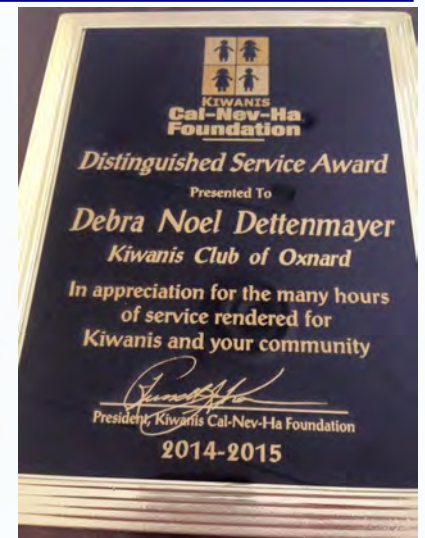 KIWANIS
Cal-Nev-Ha
Foundation
Distinguished Service Award
Presented To
Debra Noel Dettenmayer
Kiwanis Club of Oxnard
In appreciation for the many hours
of service rendered for
Kiwanis and your community
President, Kiwanis Cal-Nev-Ha Foundation
2014-2015